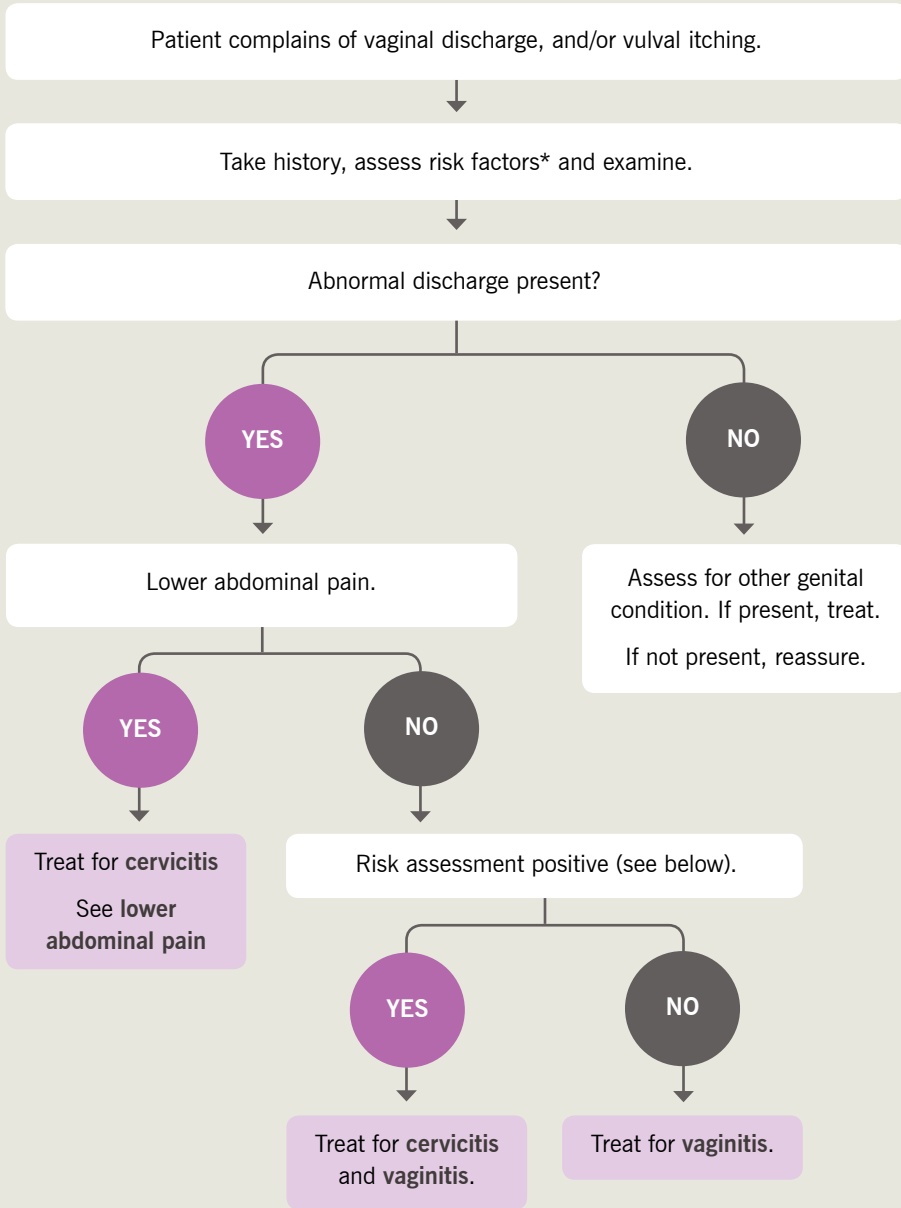 Patient complains of vaginal discharge, and/or vulval itching.
Take history, assess risk factors* and examine.
Abnormal discharge present?
YES
NO
Lower abdominal pain.
Assess for other genital
condition. If present, treat.
If not present, reassure.
YES
NO
Treat for cervicitis
See lower
abdominal pain
Risk assessment positive (see below).
YES
NO
Treat for cervicitis
and vaginitis.
Treat for vaginitis.